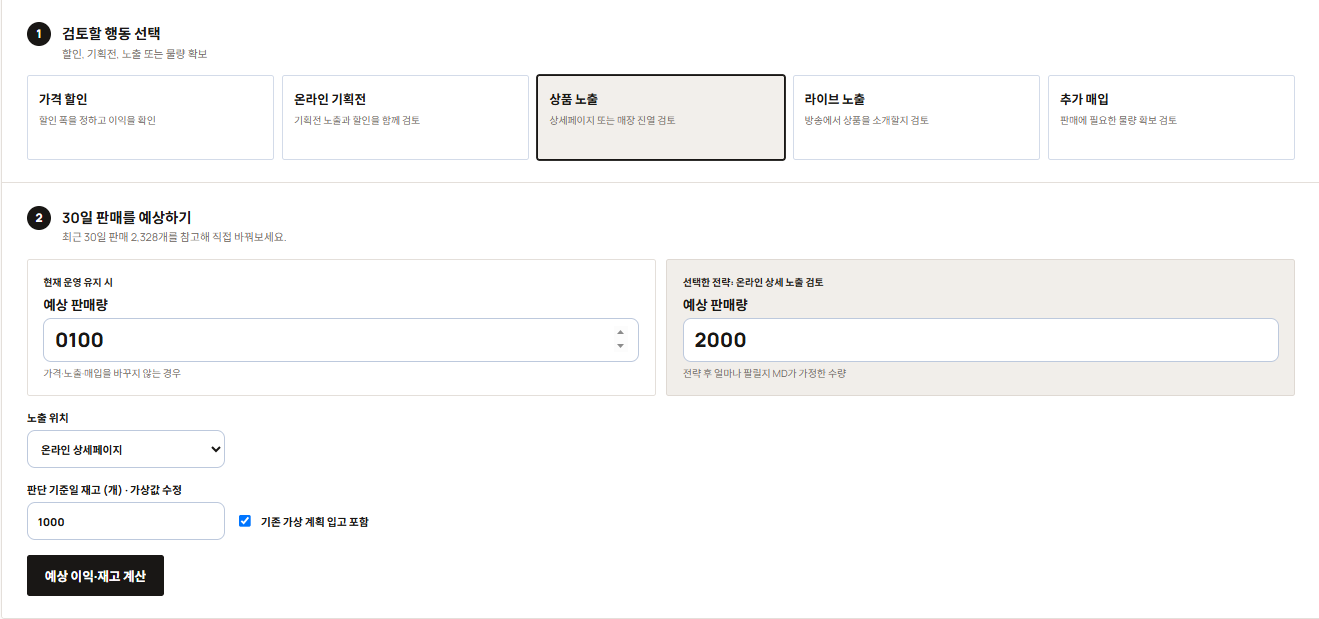 1 검토할 행동 선택
할인, 기획전, 노출 또는 물량 확보
가격 할인
할인 폭을 정하고 이익을 확인
온라인 기획전
기획전 노출과 할인을 함께 검토
상품 노출
상세페이지 또는 매장 진열 검토
라이브 노출
방송에서 상품을 소개할지 검토
추가 매입
판매에 필요한 물량 확보 검토
2 30일 판매를 예상하기
최근 30일 판매 2,328개를 참고해 직접 바꿔보세요.
현재 운영 유지 시
예상 판매량
0100
가격·노출·매입을 바꾸지 않는 경우
선택한 전략: 온라인 상세 노출 검토
예상 판매량
2000
전략 후 얼마나 팔릴지 MD가 가정한 수량
노출 위치
온라인 상세페이지
판단 기준일 재고 (개) · 가상값 수정
1000
기존 가상 계획 입고 포함
예상 이익·재고 계산